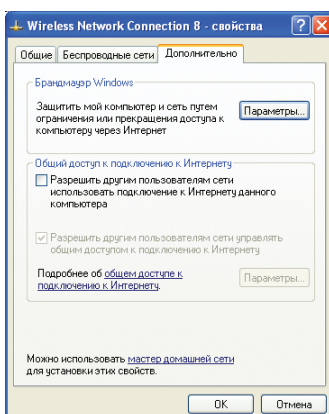 Wireless Network Connection 8 - свойства
Общие Беспроводные сети Дополнительно
Брандмауэр Windows
Защитить мой компьютер и сеть путем
ограничения или прекращения доступа к
компьютеру через Интернет
Параметры...
Общий доступ к подключению к Интернету
Разрешить другим пользователям сети
использовать подключение к Интернету данного
компьютера
Разрешить другим пользователям сети управлять
общим доступом к подключению к Интернету
Подробнее об общем доступе к
подключению к Интернету.
Параметры...
Можно использовать мастер домашней сети
для установки этих свойств.
OK Отмена